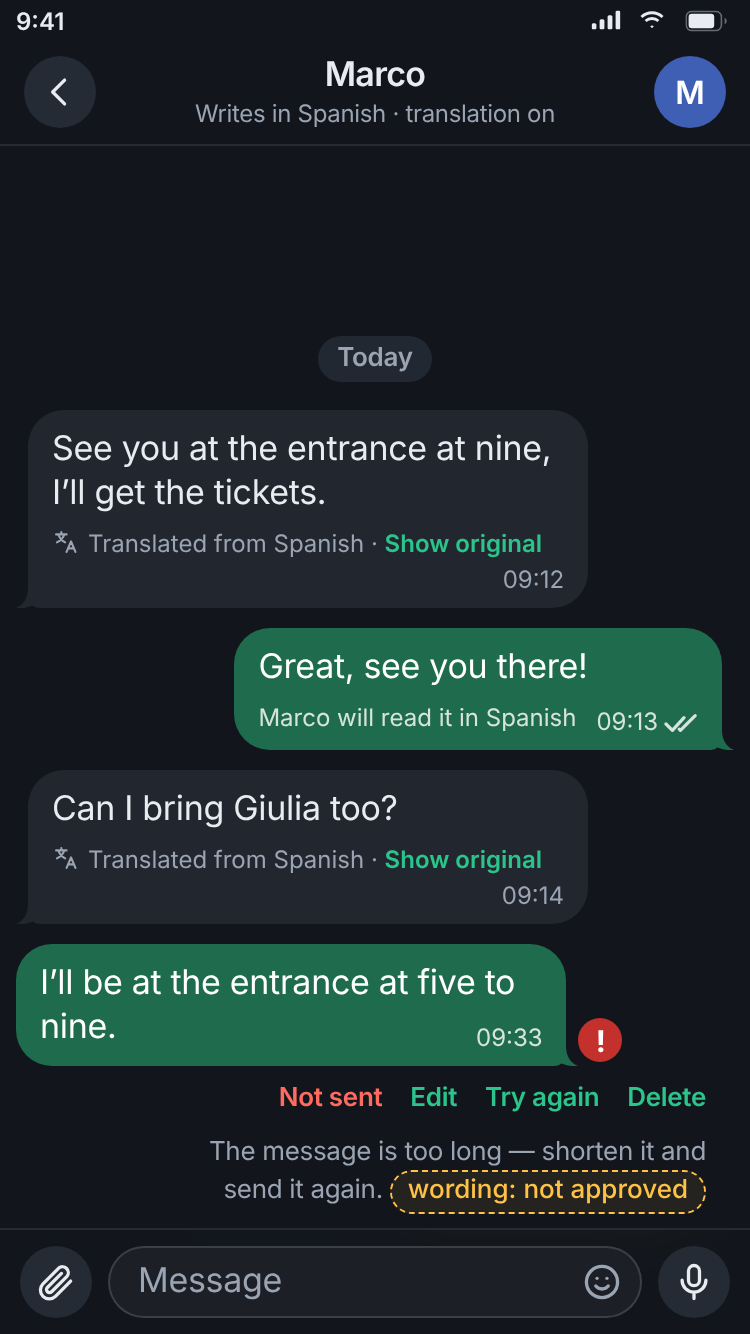 9:41
Marco
Writes in Spanish · translation on
M
Today
See you at the entrance at nine,
I’ll get the tickets.
Translated from Spanish · Show original
09:12
Great, see you there!
Marco will read it in Spanish 09:13
Can I bring Giulia too?
Translated from Spanish · Show original
09:14
I’ll be at the entrance at five to
nine. 09:33
!
Not sent Edit Try again Delete
The message is too long — shorten it and
send it again. wording: not approved
Message